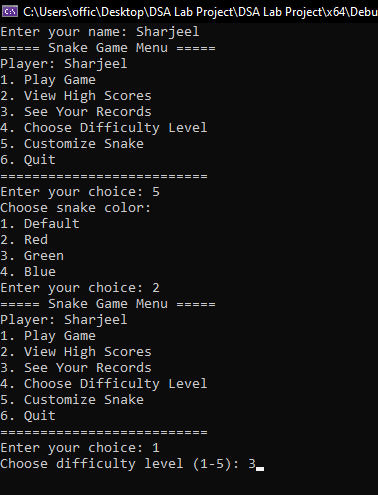 C:\Users\offic\Desktop\DSA Lab Project\DSA Lab Project\x64\Debu
Enter your name: Sharjeel
===== Snake Game Menu =====
Player: Sharjeel
1. Play Game
2. View High Scores
3. See Your Records
4. Choose Difficulty Level
5. Customize Snake
6. Quit
==========================
Enter your choice: 5
Choose snake color:
1. Default
2. Red
3. Green
4. Blue
Enter your choice: 2
===== Snake Game Menu =====
Player: Sharjeel
1. Play Game
2. View High Scores
3. See Your Records
4. Choose Difficulty Level
5. Customize Snake
6. Quit
==========================
Enter your choice: 1
Choose difficulty level (1-5): 3